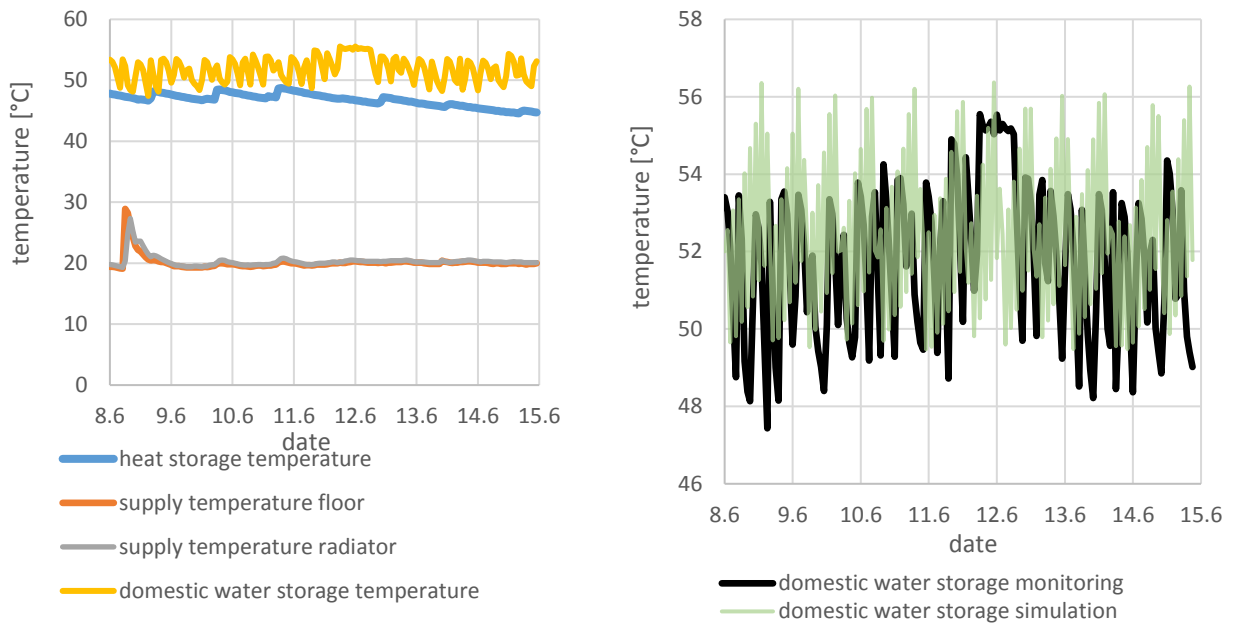 temperature [°C]
60
50
40
30
20
10
0
8.6 9.6 10.6 11.6 12.6 13.6 14.6 15.6
date
heat storage temperature
supply temperature floor
supply temperature radiator
domestic water storage temperature
temperature [°C]
58
56
54
52
50
48
46
8.6 9.6 10.6 11.6 12.6 13.6 14.6 15.6
date
domestic water storage monitoring
domestic water storage simulation